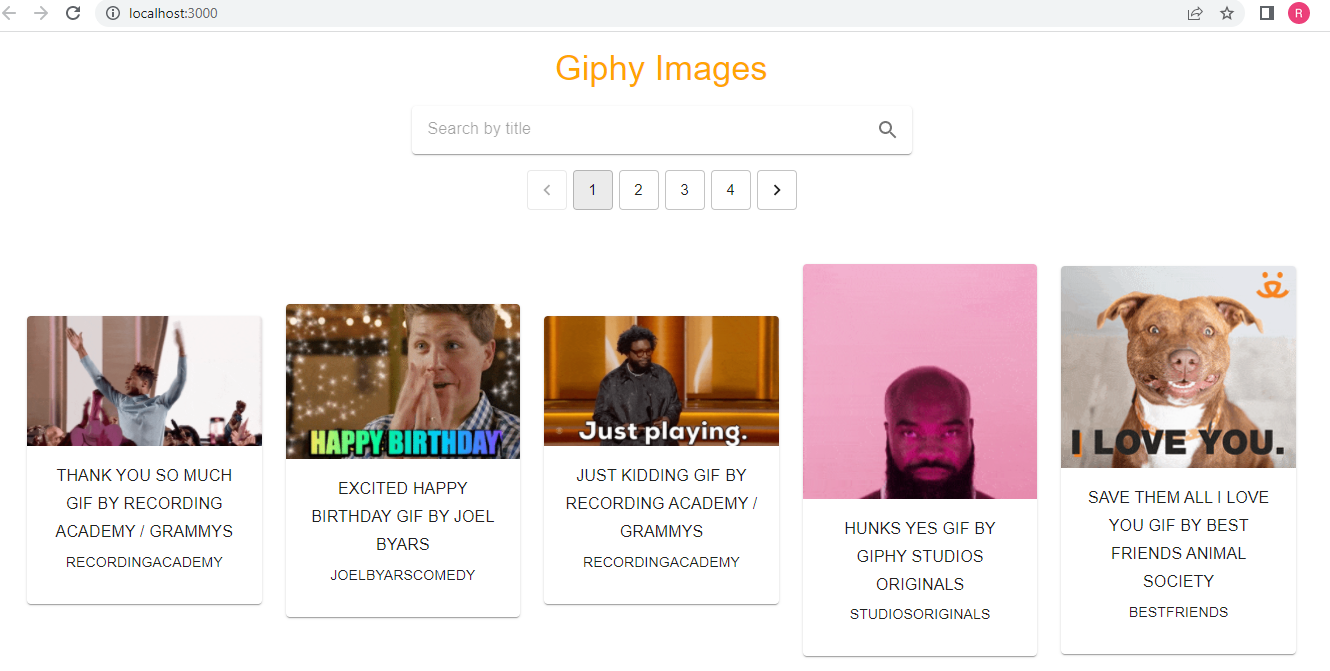 localhost:3000
R
Giphy Images
Search by title
1 2 3 4
THANK YOU SO MUCH
GIF BY RECORDING
ACADEMY / GRAMMYS
RECORDINGACADEMY
HAPPY BIRTHDAY
EXCITED HAPPY
BIRTHDAY GIF BY JOEL
BYARS
JOELBYARSCOMEDY
Just playing.
JUST KIDDING GIF BY
RECORDING ACADEMY /
GRAMMYS
RECORDINGACADEMY
HUNKS YES GIF BY
GIPHY STUDIOS
ORIGINALS
STUDIOSORIGINALS
I LOVE YOU.
SAVE THEM ALL I LOVE
YOU GIF BY BEST
FRIENDS ANIMAL
SOCIETY
BESTFRIENDS